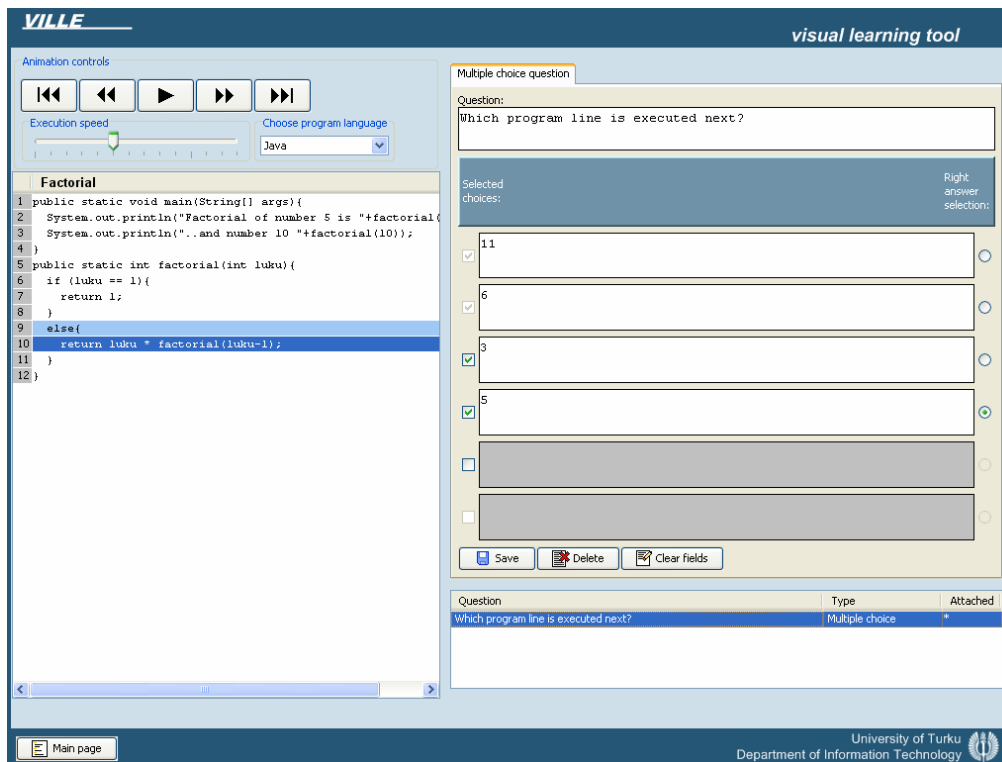 VILLE
visual learning tool
Animation controls
Execution speed
Choose program language
Java
Factorial
1 public static void main(String[] args){
2 System.out.println("Factorial of number 5 is "+factorial(
3 System.out.println("..and number 10 "+factorial(10));
4 }
5 public static int factorial(int luku){
6 if (luku == 1){
7 return 1;
8 }
9 else{
10 return luku * factorial(luku-1);
11 }
12 }
Multiple choice question
Question:
Which program line is executed next?
Selected choices:
Right answer selection:
11
6
3
5
Save Delete Clear fields
Question Type Attached
Which program line is executed next? Multiple choice *
Main page
University of Turku
Department of Information Technology